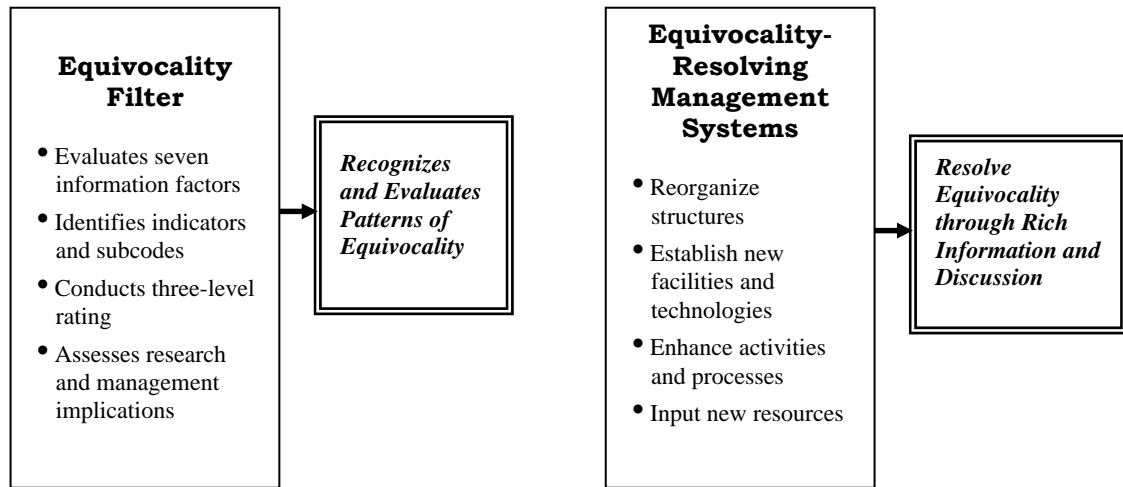 Equivocality
Filter
• Evaluates seven
information factors
• Identifies indicators
and subcodes
• Conducts three-level
rating
• Assesses research
and management
implications
Recognizes
and Evaluates
Patterns of
Equivocality
Equivocality-
Resolving
Management
Systems
• Reorganize
structures
• Establish new
facilities and
technologies
• Enhance activities
and processes
• Input new resources
Resolve
Equivocality
through Rich
Information and
Discussion